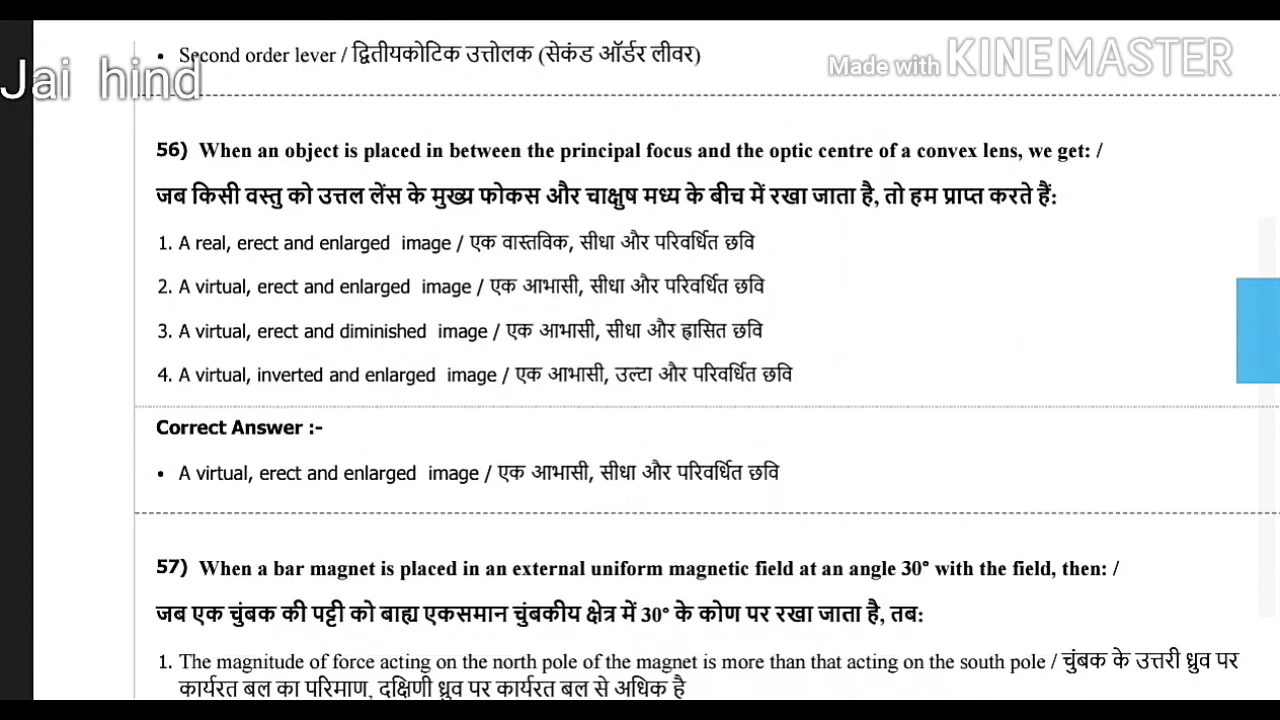 • Second order lever / द्वितीयकोटिक उत्तोलक (सेकंड ऑर्डर लीवर)
Made with KINEMASTER
Jai hind
56) When an object is placed in between the principal focus and the optic centre of a convex lens, we get: /
जब किसी वस्तु को उत्तल लेंस के मुख्य फोकस और चाक्षुष मध्य के बीच में रखा जाता है, तो हम प्राप्त करते हैं:
1. A real, erect and enlarged image / एक वास्तविक, सीधा और परिवर्धित छवि
2. A virtual, erect and enlarged image / एक आभासी, सीधा और परिवर्धित छवि
3. A virtual, erect and diminished image / एक आभासी, सीधा और ह्रासित छवि
4. A virtual, inverted and enlarged image / एक आभासी, उल्टा और परिवर्धित छवि
Correct Answer :-
• A virtual, erect and enlarged image / एक आभासी, सीधा और परिवर्धित छवि
57) When a bar magnet is placed in an external uniform magnetic field at an angle 30° with the field, then: /
जब एक चुंबक की पट्टी को बाह्य एकसमान चुंबकीय क्षेत्र में 30° के कोण पर रखा जाता है, तब:
1. The magnitude of force acting on the north pole of the magnet is more than that acting on the south pole / चुंबक के उत्तरी ध्रुव पर
कार्यरत बल का परिमाण, दक्षिणी ध्रुव पर कार्यरत बल से अधिक है